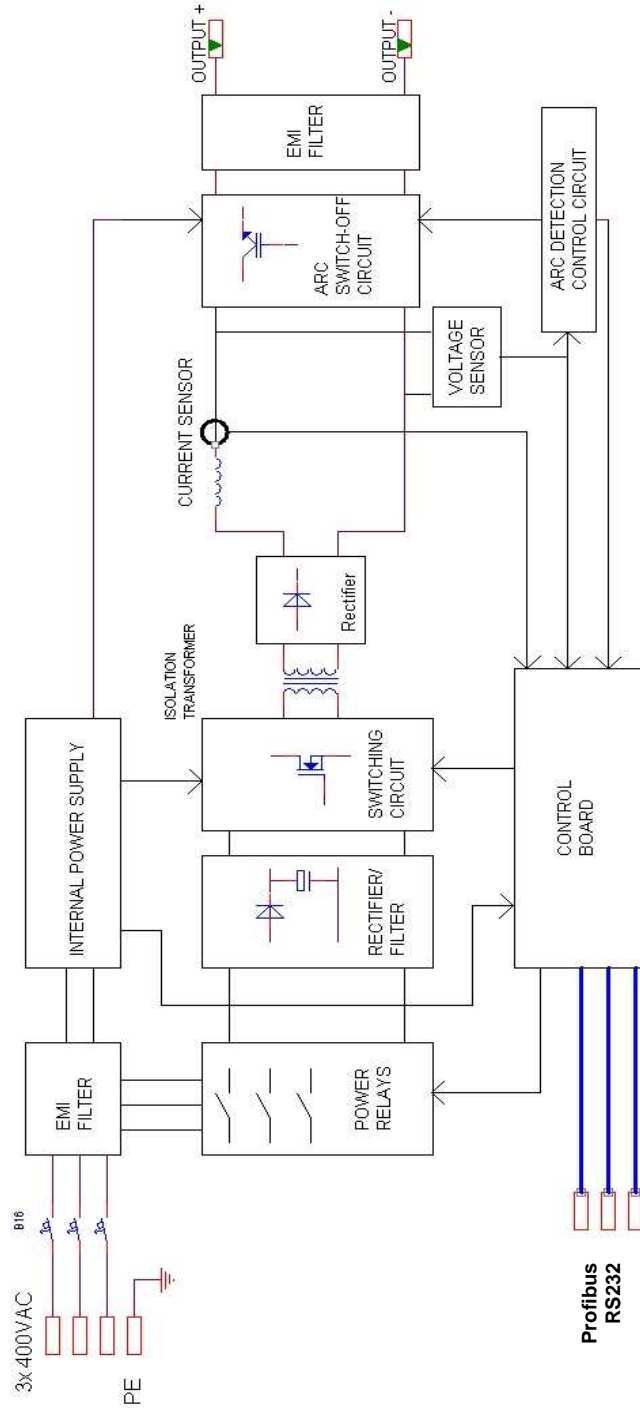 3x 400VAC
PE
B16
EMI
FILTER
INTERNAL POWER SUPPLY
POWER
RELAYS
RECTIFIER/
FILTER
SWITCHING
CIRCUIT
ISOLATION
TRANSFORMER
Rectifier
CURRENT SENSOR
VOLTAGE
SENSOR
ARC
SWITCH-OFF
CIRCUIT
EMI
FILTER
OUTPUT +
OUTPUT -
ARC DETECTION
CONTROL CIRCUIT
CONTROL
BOARD
Profibus
RS232